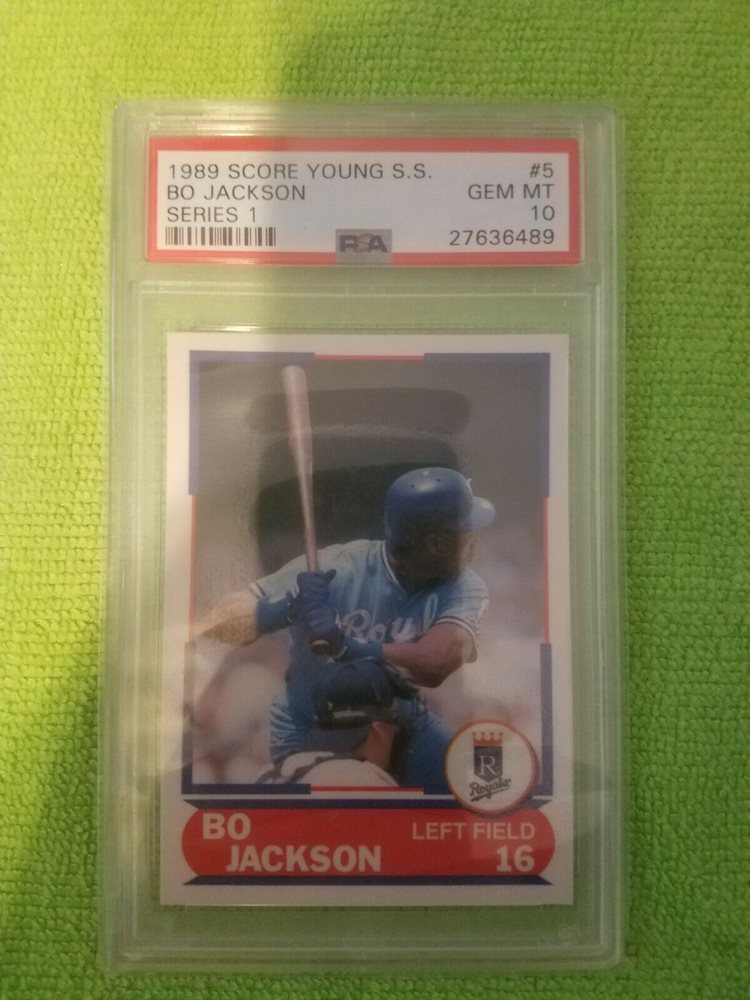 1989 SCORE YOUNG S.S. #5
BO JACKSON GEM MT
SERIES 1 10
PSA 27636489
Royals
R
Royals
BO LEFT FIELD
JACKSON 16